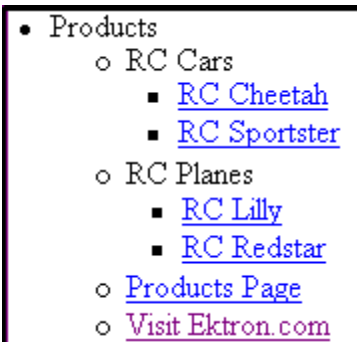 Products
RC Cars
RC Cheetah
RC Sportster
RC Planes
RC Lilly
RC Redstar
Products Page
Visit Ektron.com